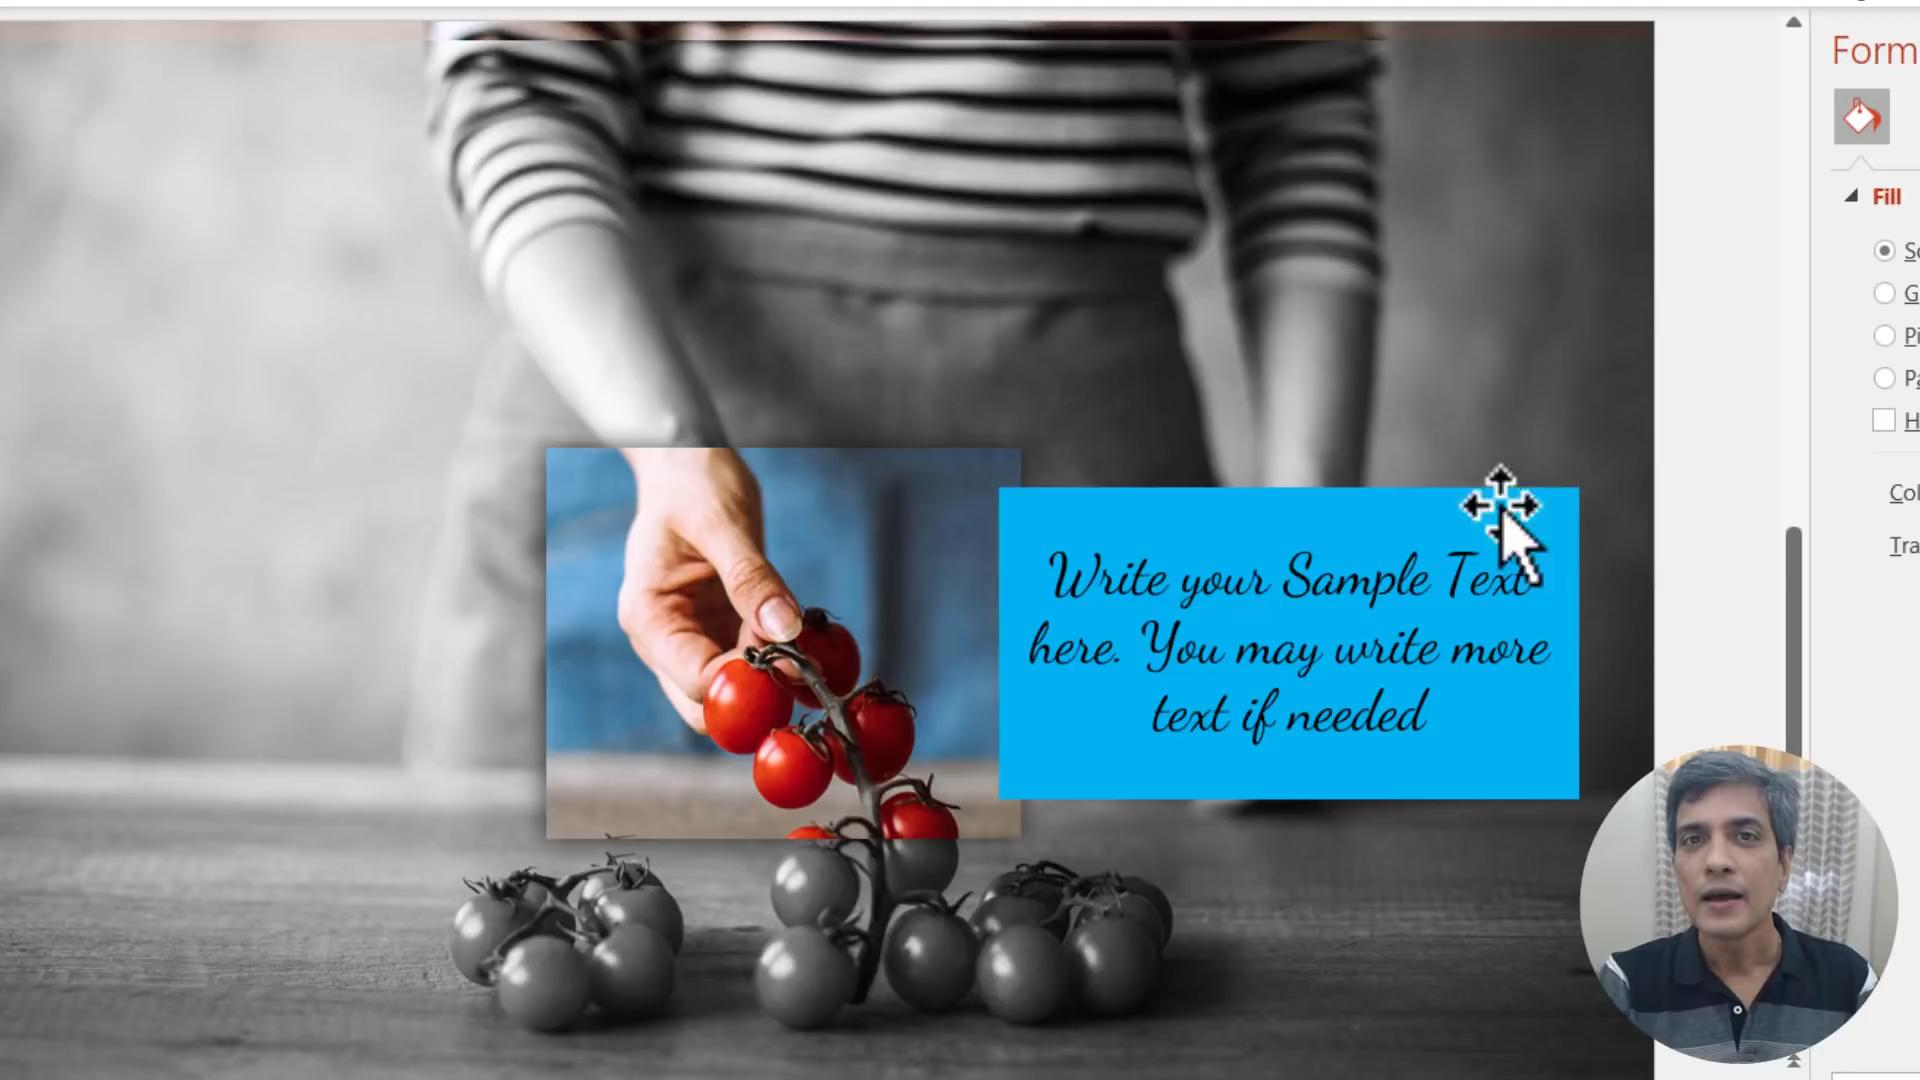 Form
Fill
Write your Sample Text
here. You may write more
text if needed